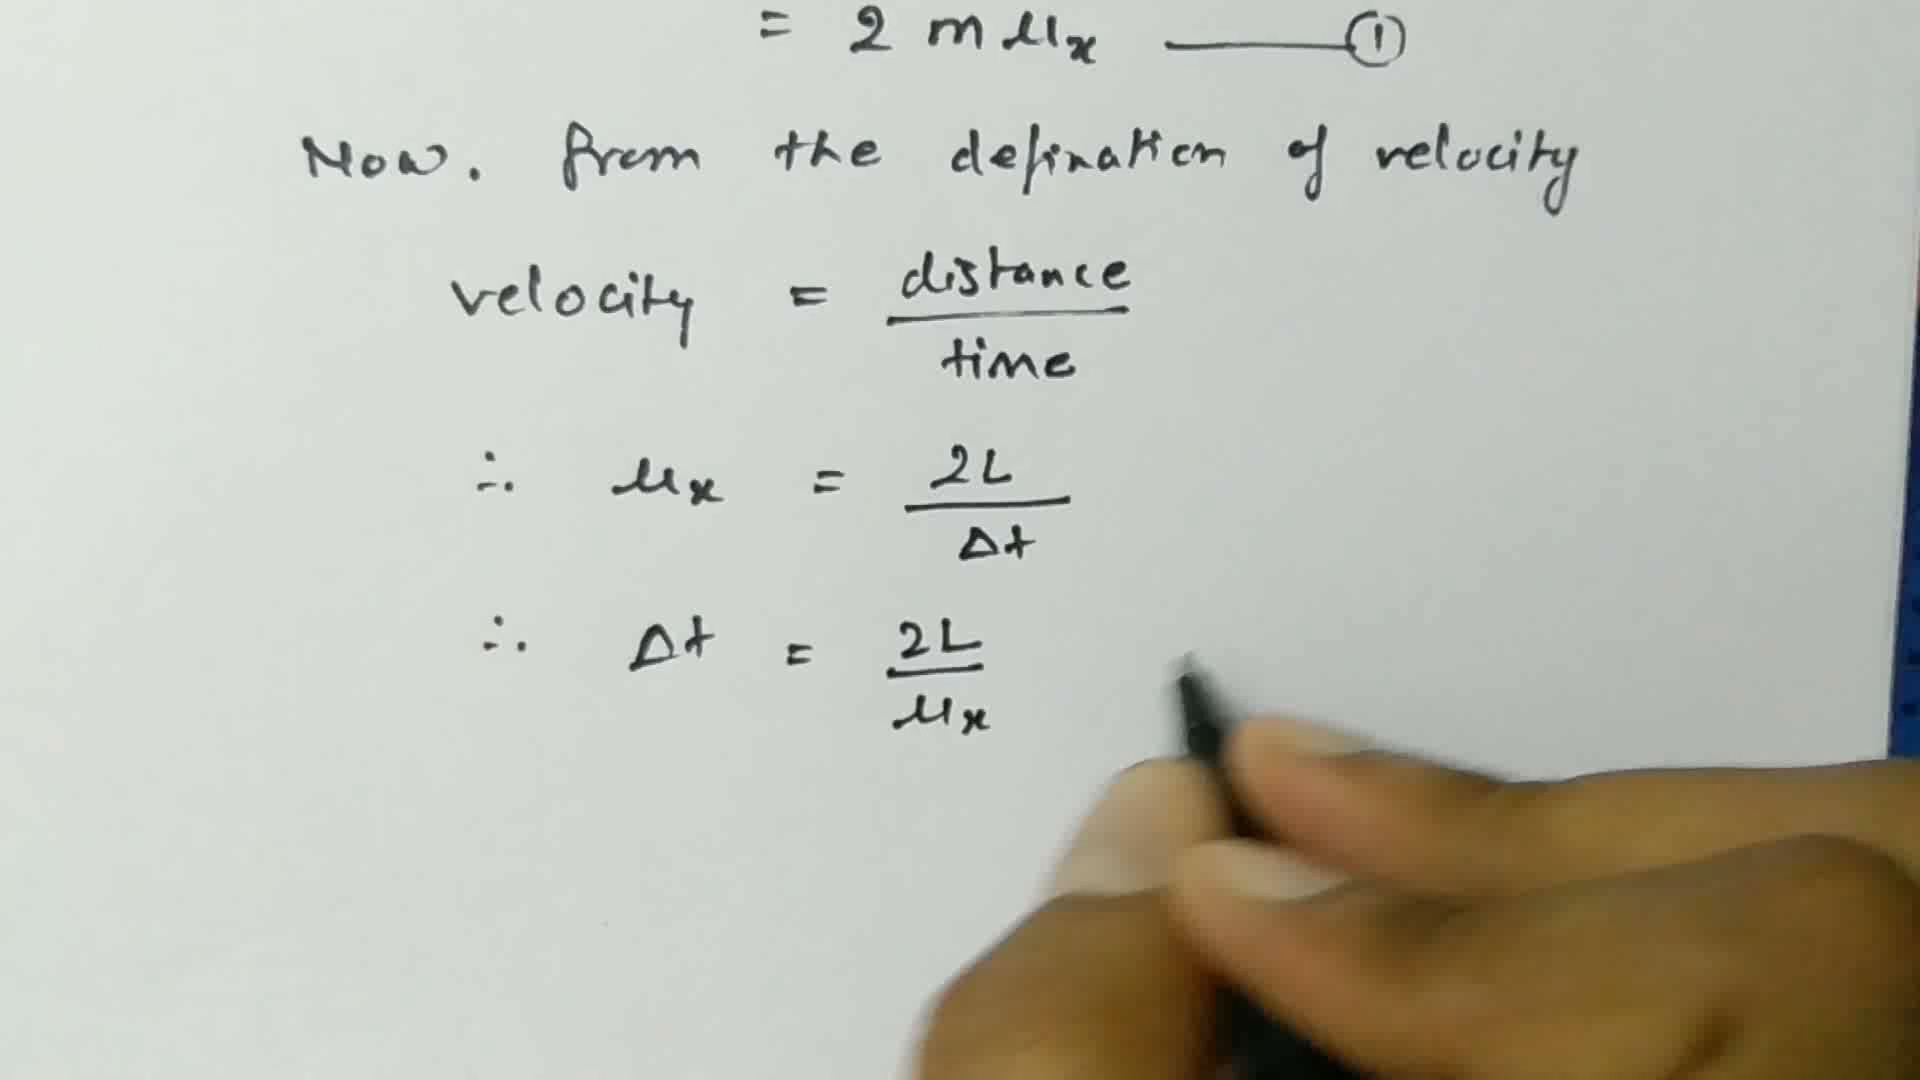 = 2 m u_x ——— ①
Now. from the defination of velocity
velocity = distance / time
∴ u_x = 2L / Δt
∴ Δt = 2L / u_x